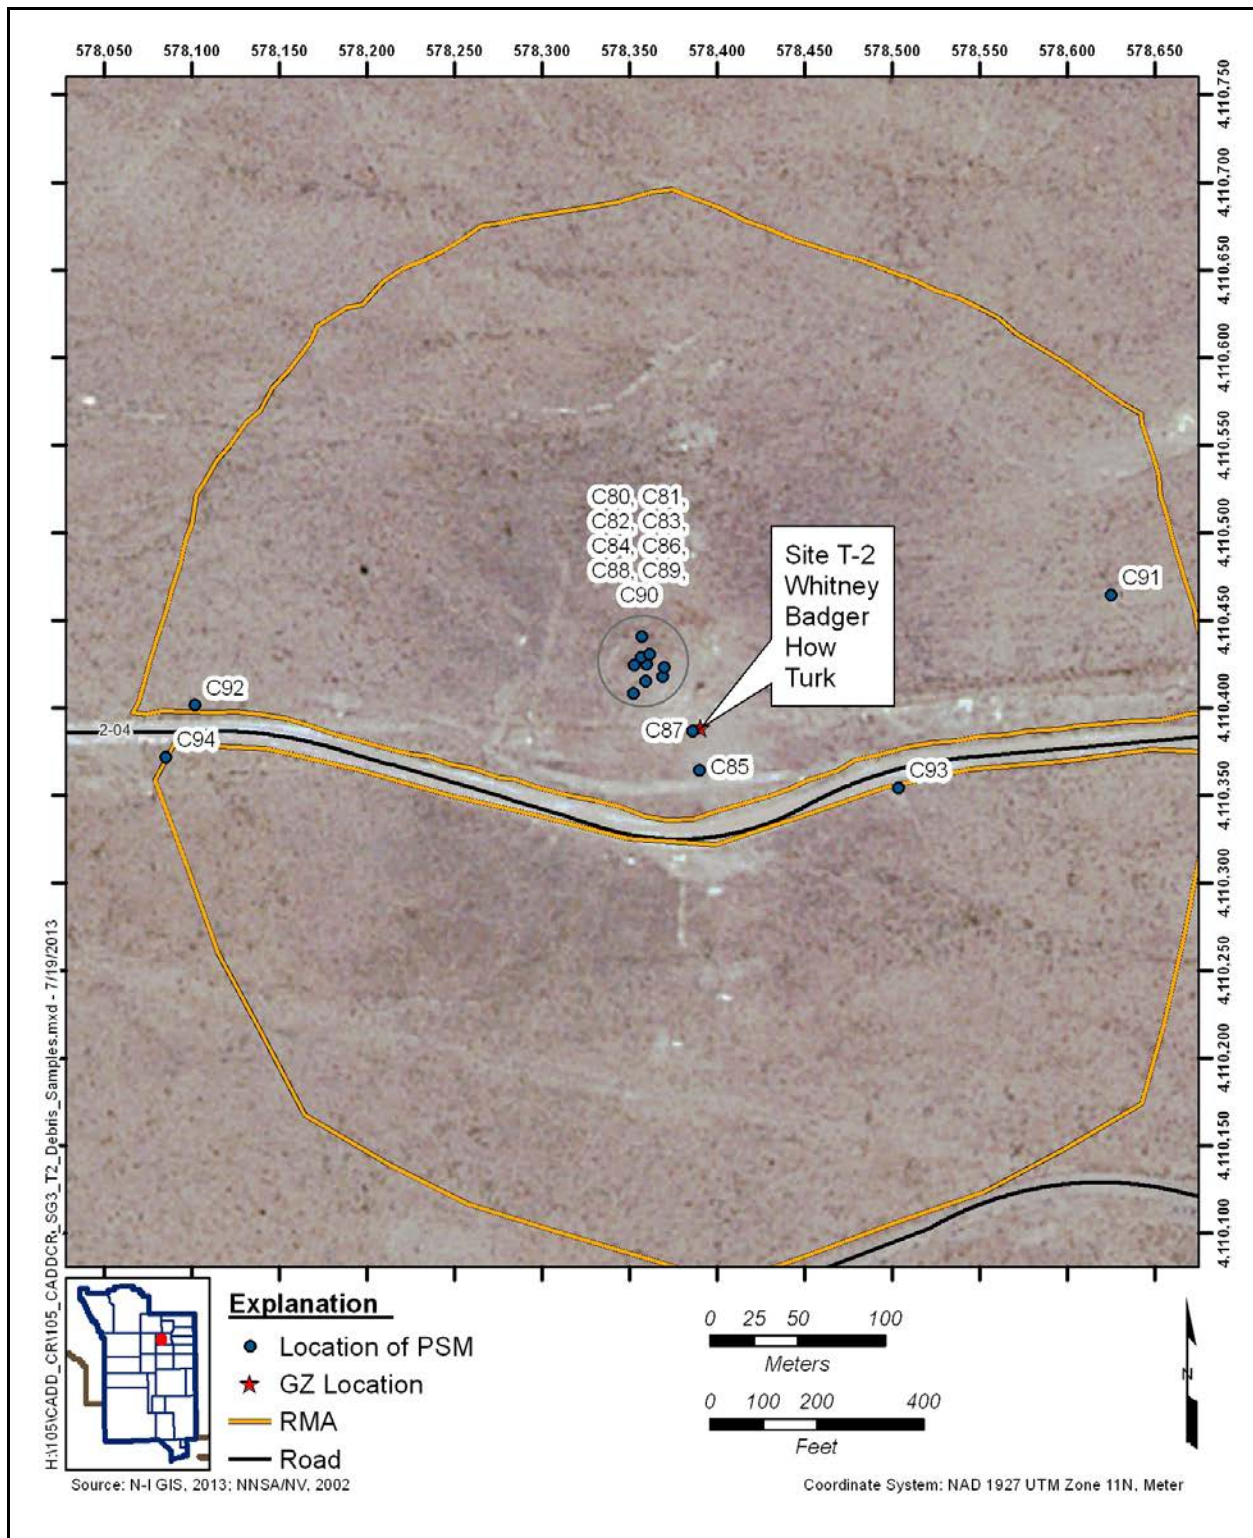 578,050 578,100 578,150 578,200 578,250 578,300 578,350 578,400 578,450 578,500 578,550 578,600 578,650
4,110,750
4,110,700
4,110,650
4,110,600
4,110,550
4,110,500
4,110,450
4,110,400
4,110,350
4,110,300
4,110,250
4,110,200
4,110,150
4,110,100
C80, C81,
C82, C83,
C84, C86,
C88, C89,
C90
Site T-2
Whitney
Badger
How
Turk
C91
C92
2-04
C94
C87
C85
C93
H:\105\CADD_CR\105_CADDCR_SG3_T2_Debris_Samples.mxd - 7/19/2013
Explanation
Location of PSM
GZ Location
RMA
Road
0 25 50 100
Meters
0 100 200 400
Feet
N
Source: N-I GIS, 2013; NNSA/NV, 2002
Coordinate System: NAD 1927 UTM Zone 11N, Meter